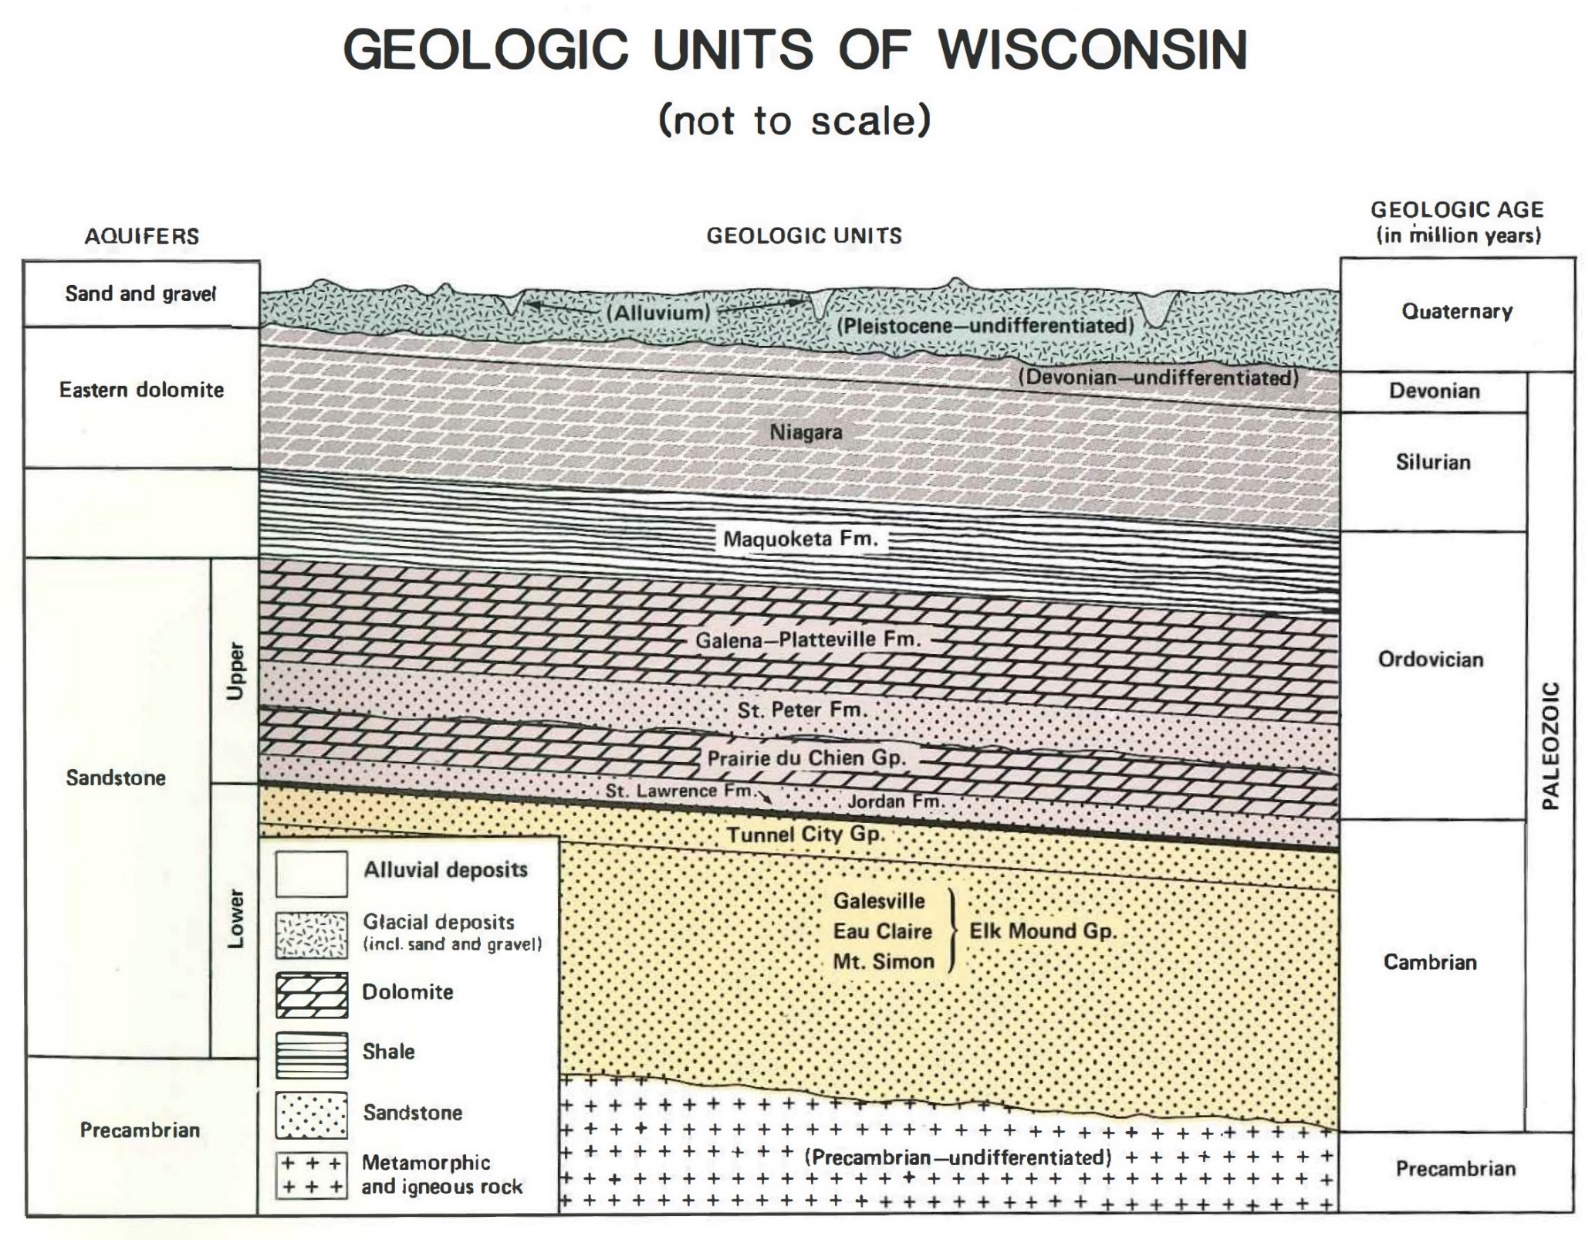 GEOLOGIC UNITS OF WISCONSIN
(not to scale)
AQUIFERS
GEOLOGIC UNITS
GEOLOGIC AGE
(in million years)
Sand and gravel
(Alluvium)
(Pleistocene—undifferentiated)
Quaternary
Eastern dolomite
(Devonian—undifferentiated)
Devonian
Niagara
Silurian
Maquoketa Fm.
Galena—Platteville Fm.
Ordovician
Upper
St. Peter Fm.
PALEOZOIC
Sandstone
Prairie du Chien Gp.
St. Lawrence Fm.
Jordan Fm.
Tunnel City Gp.
Lower
Galesville
Eau Claire
Mt. Simon
Elk Mound Gp.
Cambrian
Alluvial deposits
Glacial deposits
(incl. sand and gravel)
Dolomite
Shale
Sandstone
Metamorphic
and igneous rock
Precambrian
(Precambrian—undifferentiated)
Precambrian